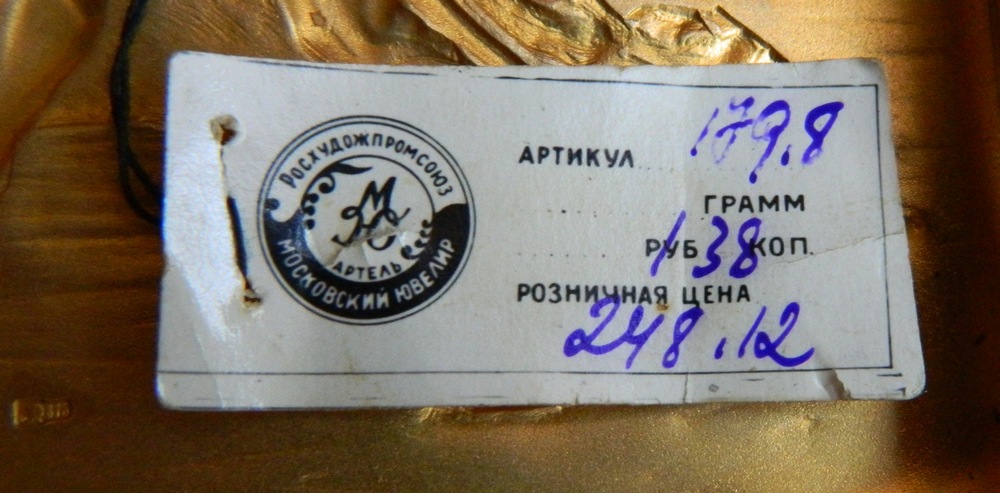 РОСХУДОЖПРОМСОЮЗ
АРТЕЛЬ
МОСКОВСКИЙ ЮВЕЛИР
АРТИКУЛ 179.8
ГРАММ
РУБ 1 38 КОП.
РОЗНИЧНАЯ ЦЕНА
248.12